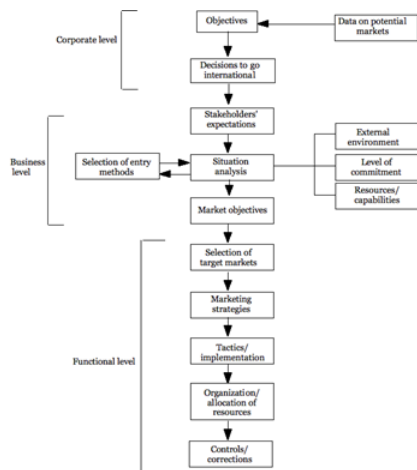 Objectives
Data on potential
markets
Corporate level
Decisions to go
international
Stakeholders'
expectations
External
environment
Business
level
Selection of entry
methods
Situation
analysis
Level of
commitment
Resources/
capabilities
Market objectives
Selection of
target markets
Marketing
strategies
Functional level
Tactics/
implementation
Organization/
allocation of
resources
Controls/
corrections